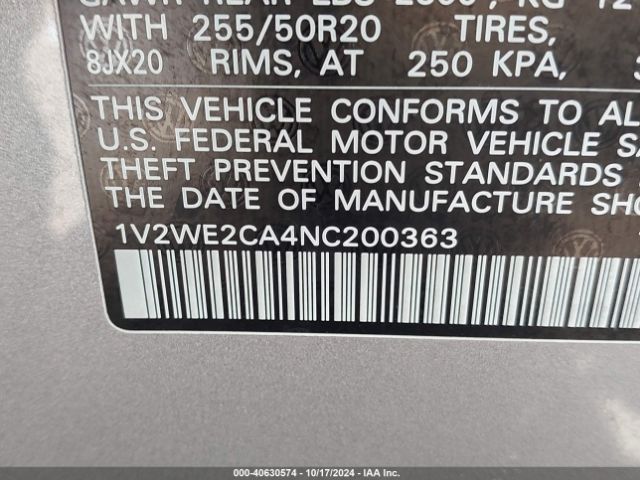 WITH 255/50R20 TIRES,
8JX20 RIMS, AT 250 KPA,
THIS VEHICLE CONFORMS TO AL
U.S. FEDERAL MOTOR VEHICLE SA
THEFT PREVENTION STANDARDS
THE DATE OF MANUFACTURE SHO
1V2WE2CA4NC200363
000-40630574 | 10/17/2024 | IAA Inc.